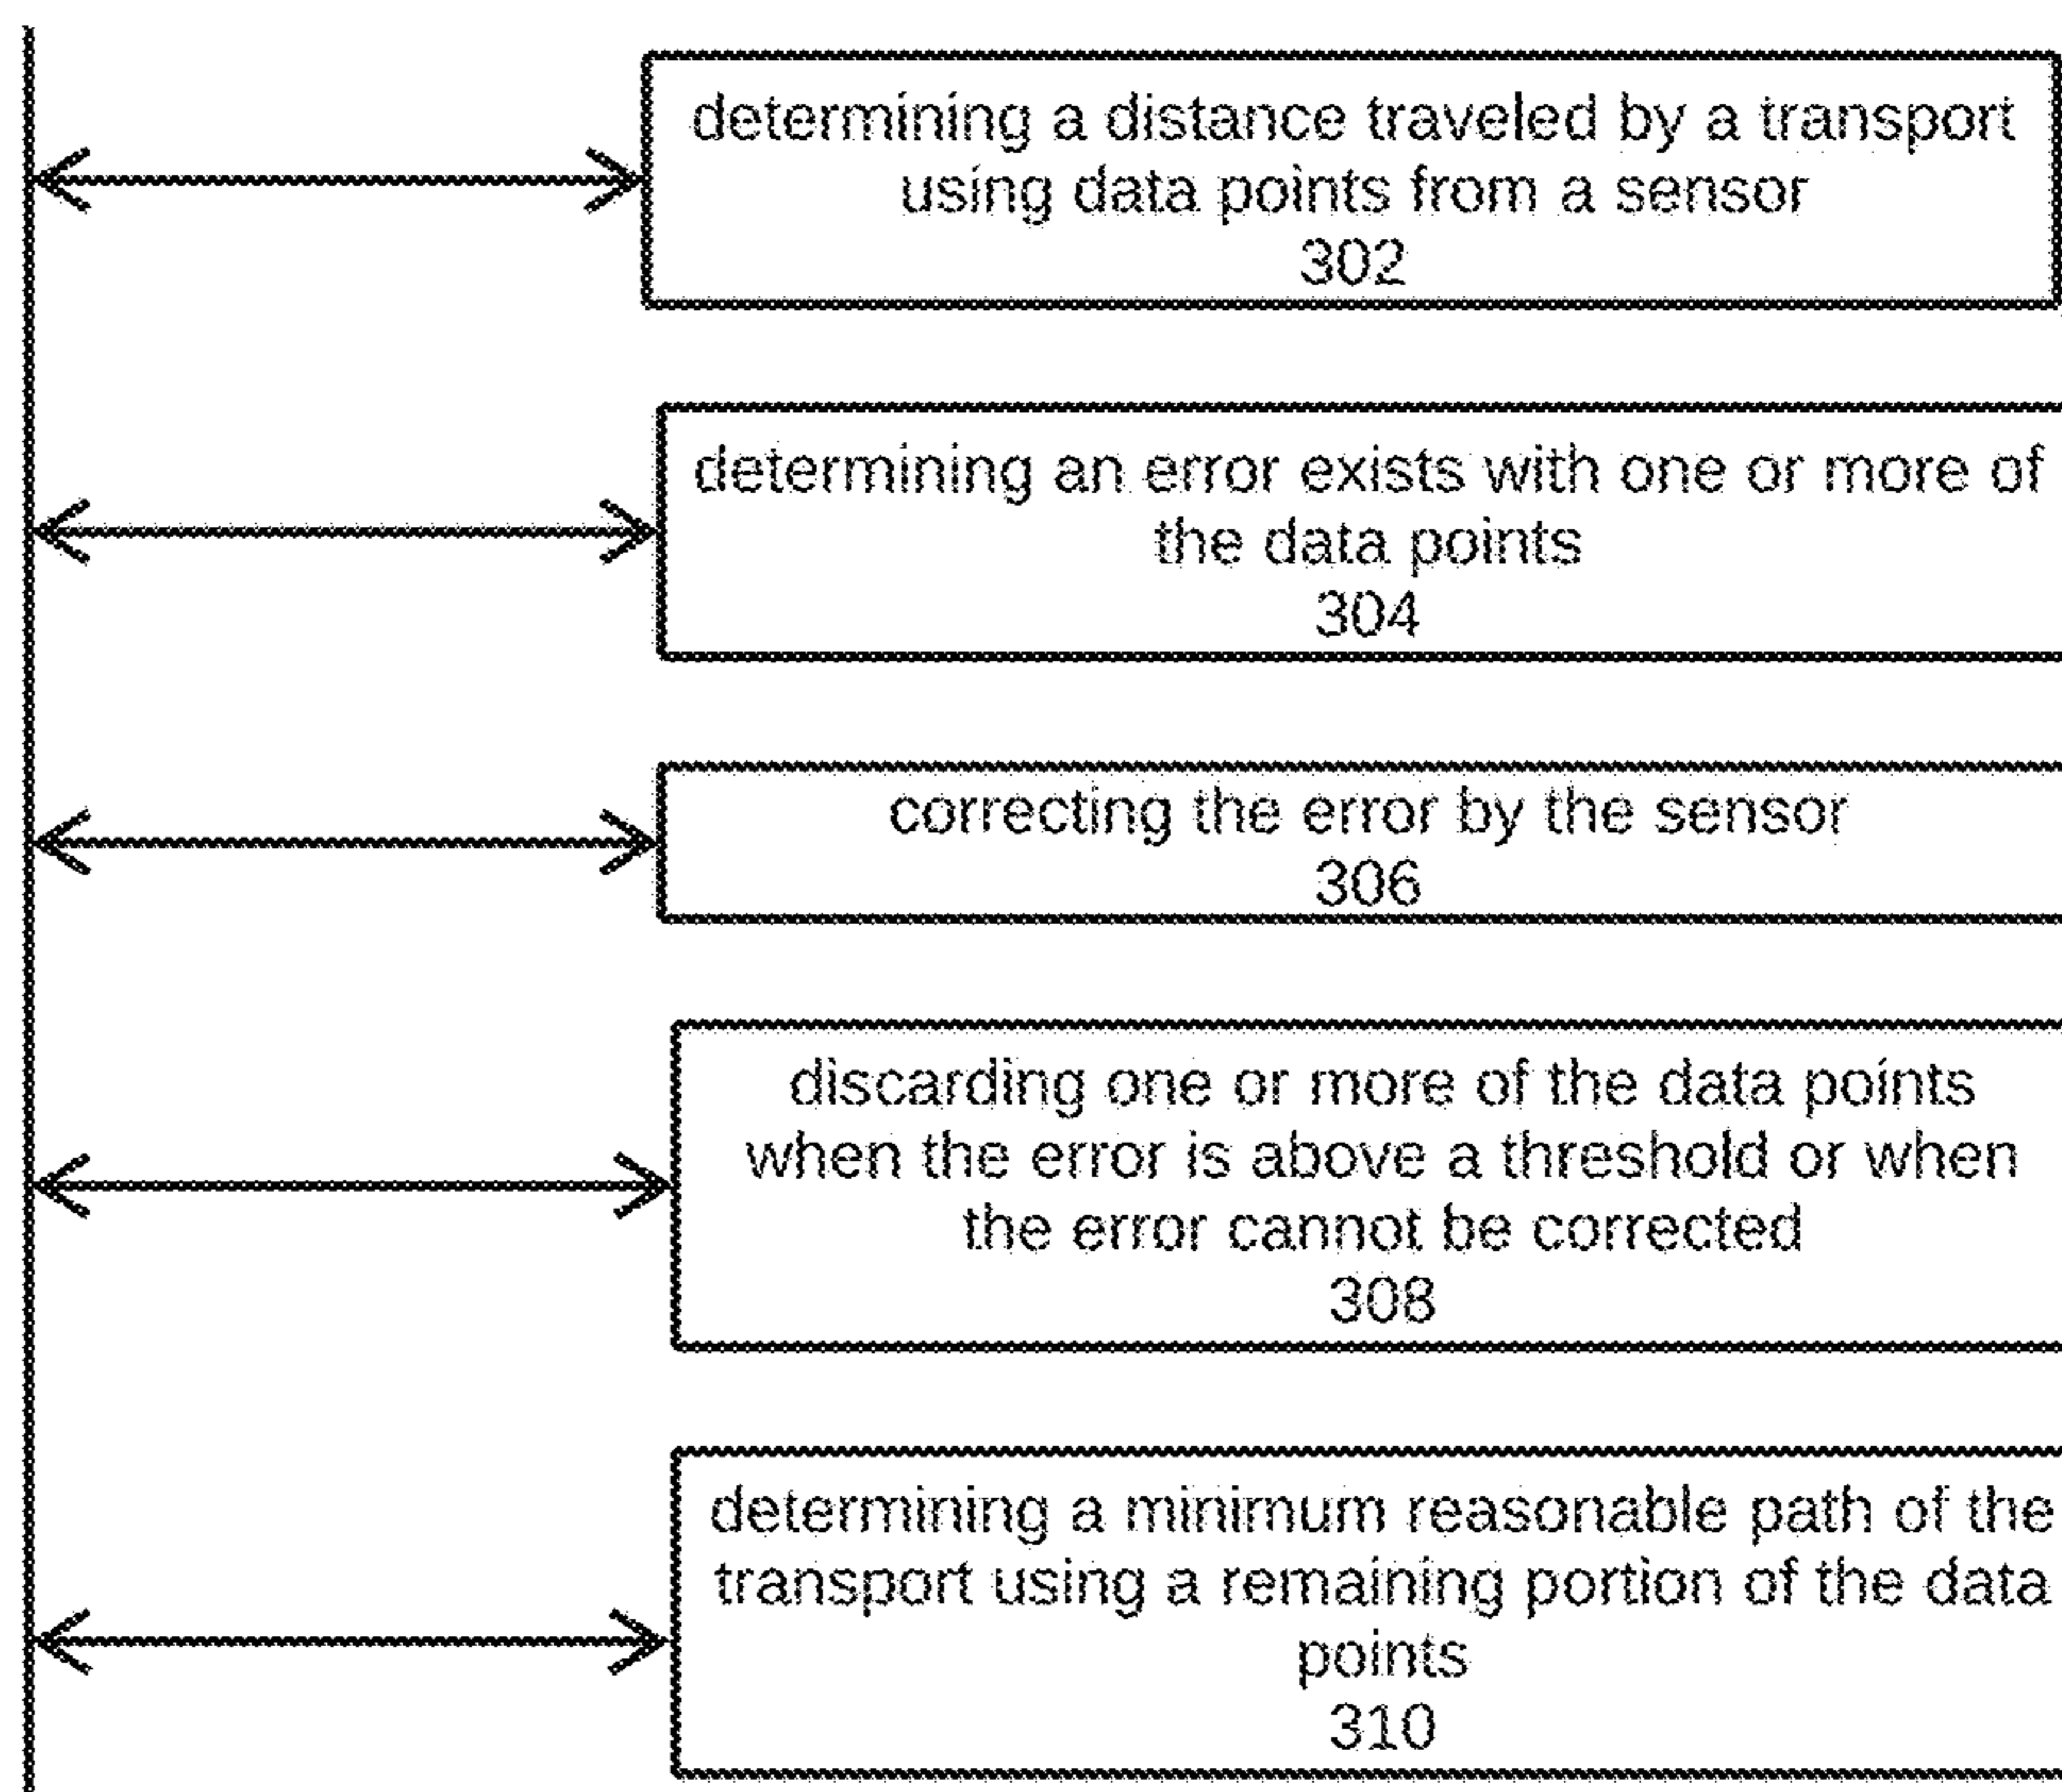 determining a distance traveled by a transport
using data points from a sensor
302
determining an error exists with one or more of
the data points
304
correcting the error by the sensor
306
discarding one or more of the data points
when the error is above a threshold or when
the error cannot be corrected
308
determining a minimum reasonable path of the
transport using a remaining portion of the data
points
310